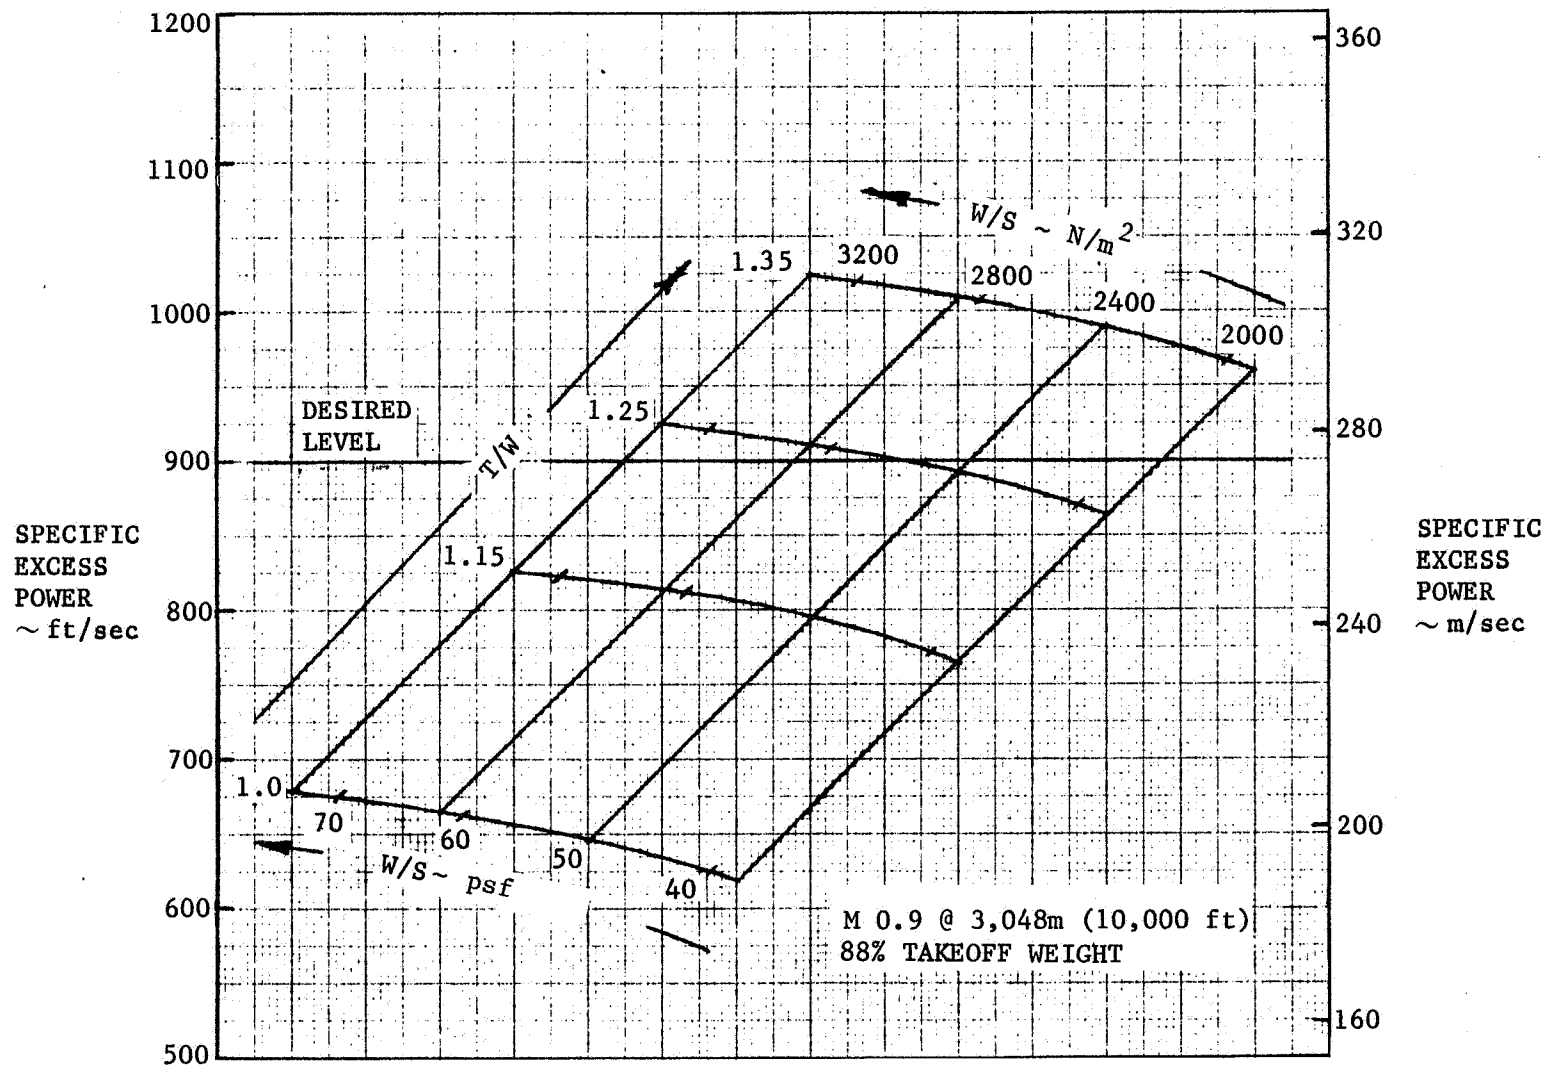 1200
1100
1000
900
800
700
600
500
360
320
280
240
200
160
SPECIFIC
EXCESS
POWER
~ ft/sec
SPECIFIC
EXCESS
POWER
~ m/sec
DESIRED
LEVEL
T/W
W/S ~ N/m²
1.35
3200
2800
2400
2000
1.25
1.15
1.0
70
60
50
40
W/S ~ psf
M 0.9 @ 3,048m (10,000 ft)
88% TAKEOFF WEIGHT